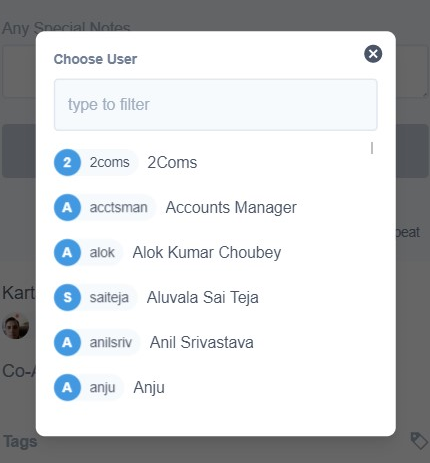 Any Special Notes
Choose User
type to filter
2 2coms 2Coms
A acctsman Accounts Manager
peat
A alok Alok Kumar Choubey
S saiteja Aluvala Sai Teja
Kart
A anilsriv Anil Srivastava
Co-A
A anju Anju
Tags